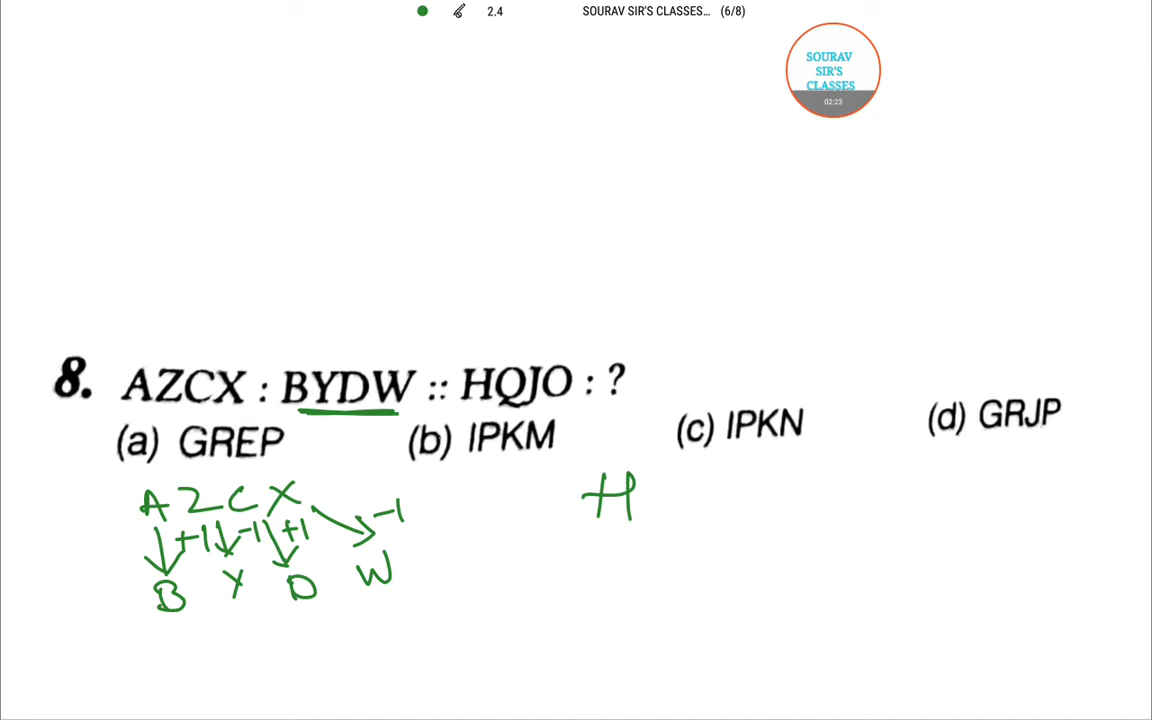 2.4 SOURAV SIR'S CLASSES... (6/8)
SOURAV
SIR'S
CLASSES
02:23
8. AZCX : BYDW :: HQJO : ?
(a) GREP (b) IPKM (c) IPKN (d) GRJP
A Z C X H
+1 -1 +1 -1
B Y D W